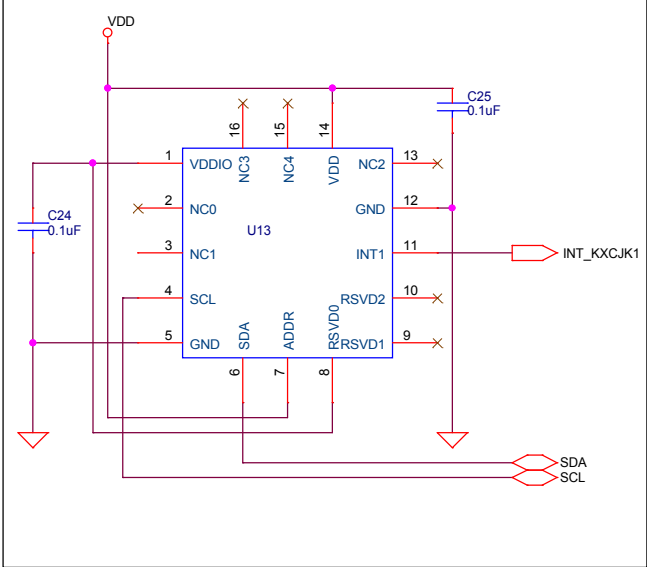 VDD
C25
0.1uF
16
15
14
NC3
NC4
VDD
1
VDDIO
NC2
13
2
NC0
GND
12
C24
0.1uF
U13
3
NC1
INT1
11
INT_KXCJK1
4
SCL
RSVD2
10
5
GND
RSVD1
9
SDA
ADDR
RSVD0
6
7
8
SDA
SCL